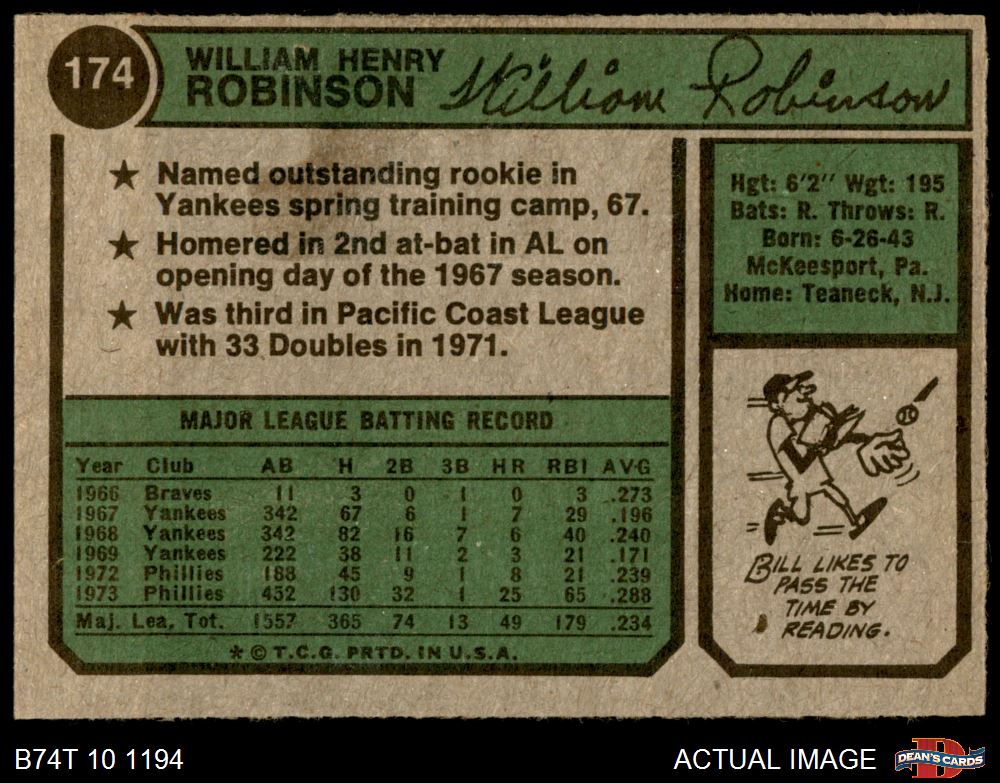 174
WILLIAM HENRY
ROBINSON
William Robinson
★ Named outstanding rookie in
Yankees spring training camp, 67.
★ Homered in 2nd at-bat in AL on
opening day of the 1967 season.
★ Was third in Pacific Coast League
with 33 Doubles in 1971.
Hgt: 6'2" Wgt: 195
Bats: R. Throws: R.
Born: 6-26-43
McKeesport, Pa.
Home: Teaneck, N.J.
MAJOR LEAGUE BATTING RECORD
Year Club AB H 2B 3B HR RBI AVG
1966 Braves 11 3 0 1 0 3 .273
1967 Yankees 342 67 6 1 7 29 .196
1968 Yankees 342 82 16 7 6 40 .240
1969 Yankees 222 38 11 2 3 21 .171
1972 Phillies 188 45 9 1 8 21 .239
1973 Phillies 452 130 32 1 25 65 .288
Maj. Lea. Tot. 1557 365 74 13 49 179 .234
* © T.C.G. PRTD. IN U.S.A.
BILL LIKES TO
PASS THE
TIME BY
READING.
B74T 10 1194
ACTUAL IMAGE
D
DEAN'S CARDS